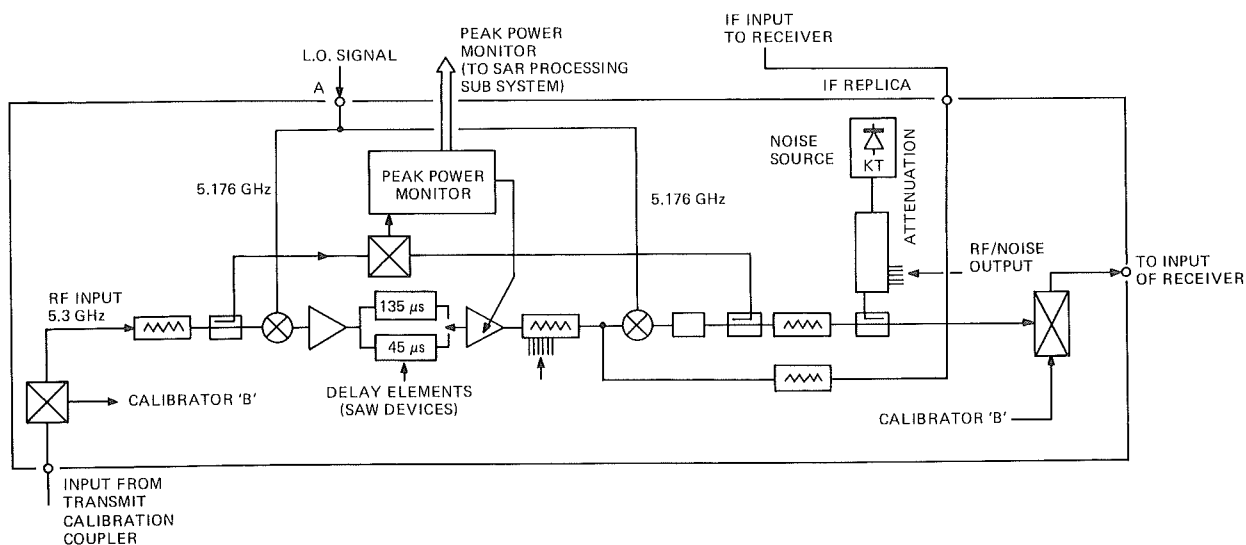 IF INPUT
TO RECEIVER
PEAK POWER
MONITOR
(TO SAR PROCESSING
SUB SYSTEM)
L.O. SIGNAL
A
IF REPLICA
NOISE
SOURCE
KT
ATTENUATION
PEAK POWER
MONITOR
5.176 GHz
5.176 GHz
RF/NOISE
OUTPUT
TO INPUT
OF RECEIVER
RF INPUT
5.3 GHz
135 μs
45 μs
DELAY ELEMENTS
(SAW DEVICES)
CALIBRATOR 'B'
CALIBRATOR 'B'
INPUT FROM
TRANSMIT
CALIBRATION
COUPLER